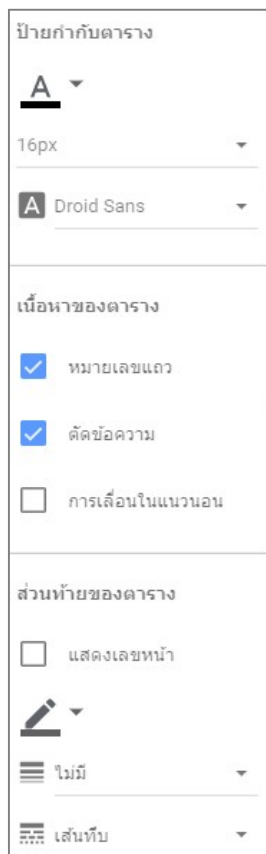 ป้ายกำกับตาราง
A
16px
A Droid Sans
เนื้อหาของตาราง
หมายเลขแถว
ตัดข้อความ
การเลื่อนในแนวนอน
ส่วนท้ายของตาราง
แสดงเลขหน้า
ไม่มี
เส้นทึบ